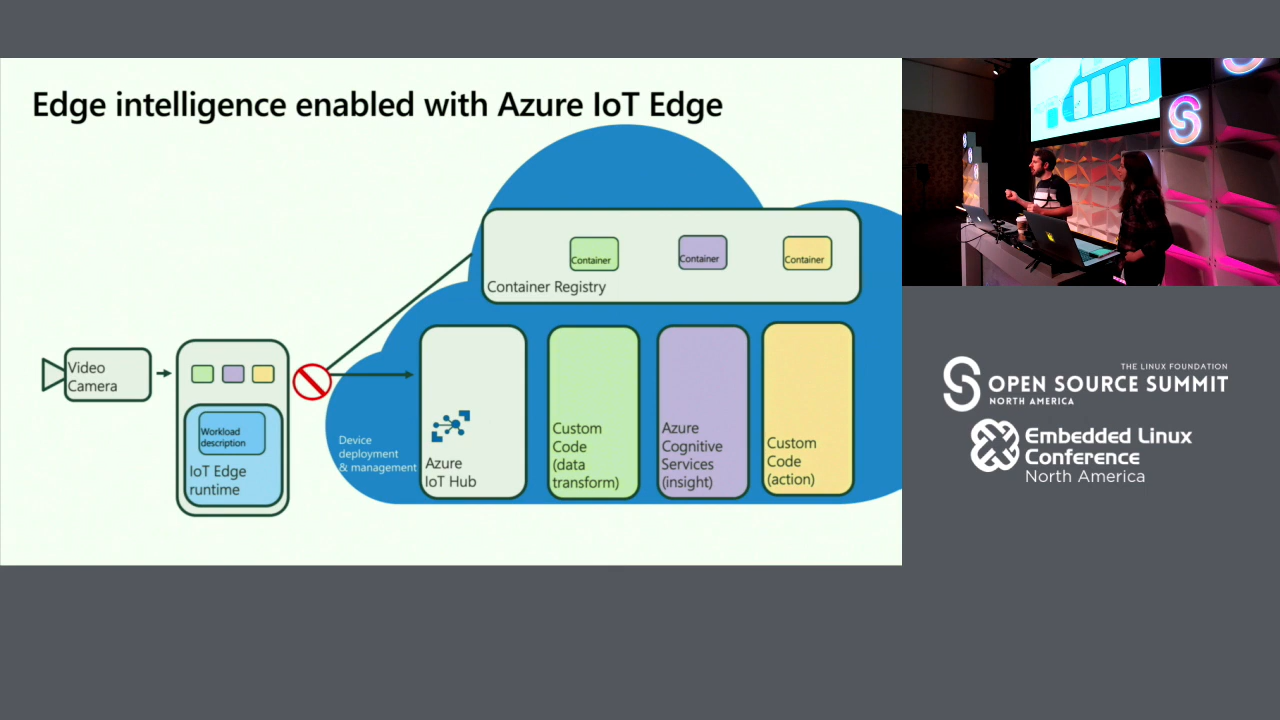 Edge intelligence enabled with Azure IoT Edge
Container
Container
Container
Container Registry
Video
Camera
Workload
description
IoT Edge
runtime
Device
deployment
& management
Azure
IoT Hub
Custom
Code
(data
transform)
Azure
Cognitive
Services
(insight)
Custom
Code
(action)
THE LINUX FOUNDATION
OPEN SOURCE SUMMIT
NORTH AMERICA
Embedded Linux
Conference
North America